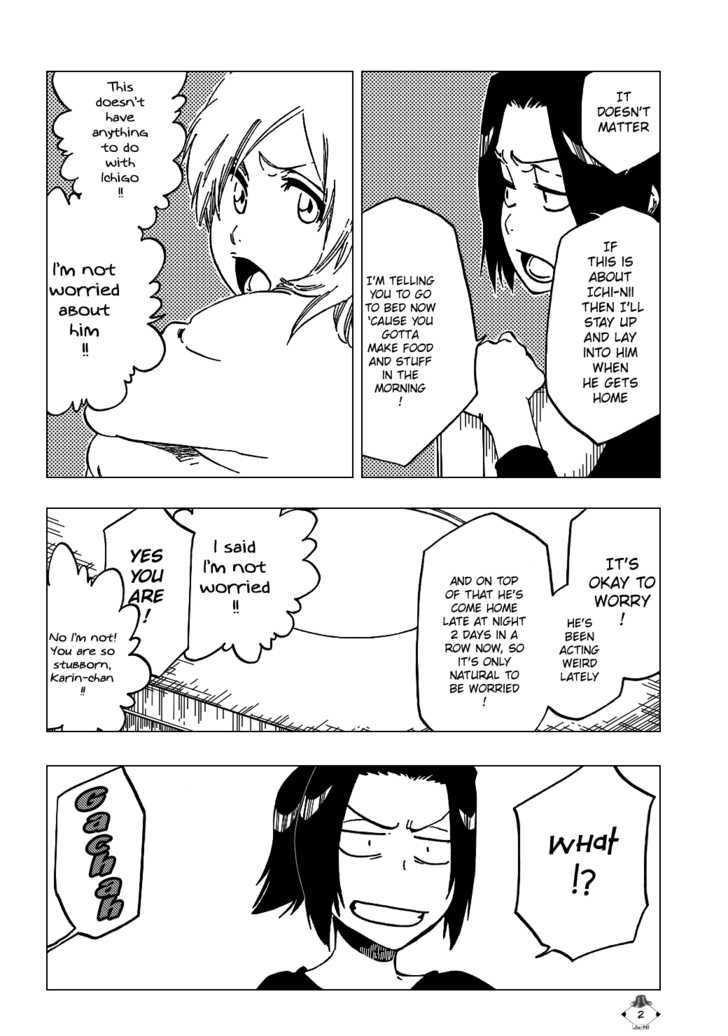 IT
DOESN'T
MATTER
IF
THIS IS
ABOUT
ICHI-NII
THEN I'LL
STAY UP
AND LAY
INTO HIM
WHEN
HE GETS
HOME
I'M TELLING
YOU TO GO
TO BED NOW
'CAUSE YOU
GOTTA
MAKE FOOD
AND STUFF
IN THE
MORNING
!
This
doesn't
have
anything
to do
with
Ichigo
!!
I'm not
worried
about
him
!!
IT'S
OKAY TO
WORRY
!
HE'S
BEEN
ACTING
WEIRD
LATELY
AND ON TOP
OF THAT HE'S
COME HOME
LATE AT NIGHT
2 DAYS IN A
ROW NOW, SO
IT'S ONLY
NATURAL TO
BE WORRIED
!
I said
I'm not
worried
!!
YES
YOU
ARE
!
No I'm not!
You are so
stubborn,
Karin-chan
!!
WHAT
!?
Gachah
2